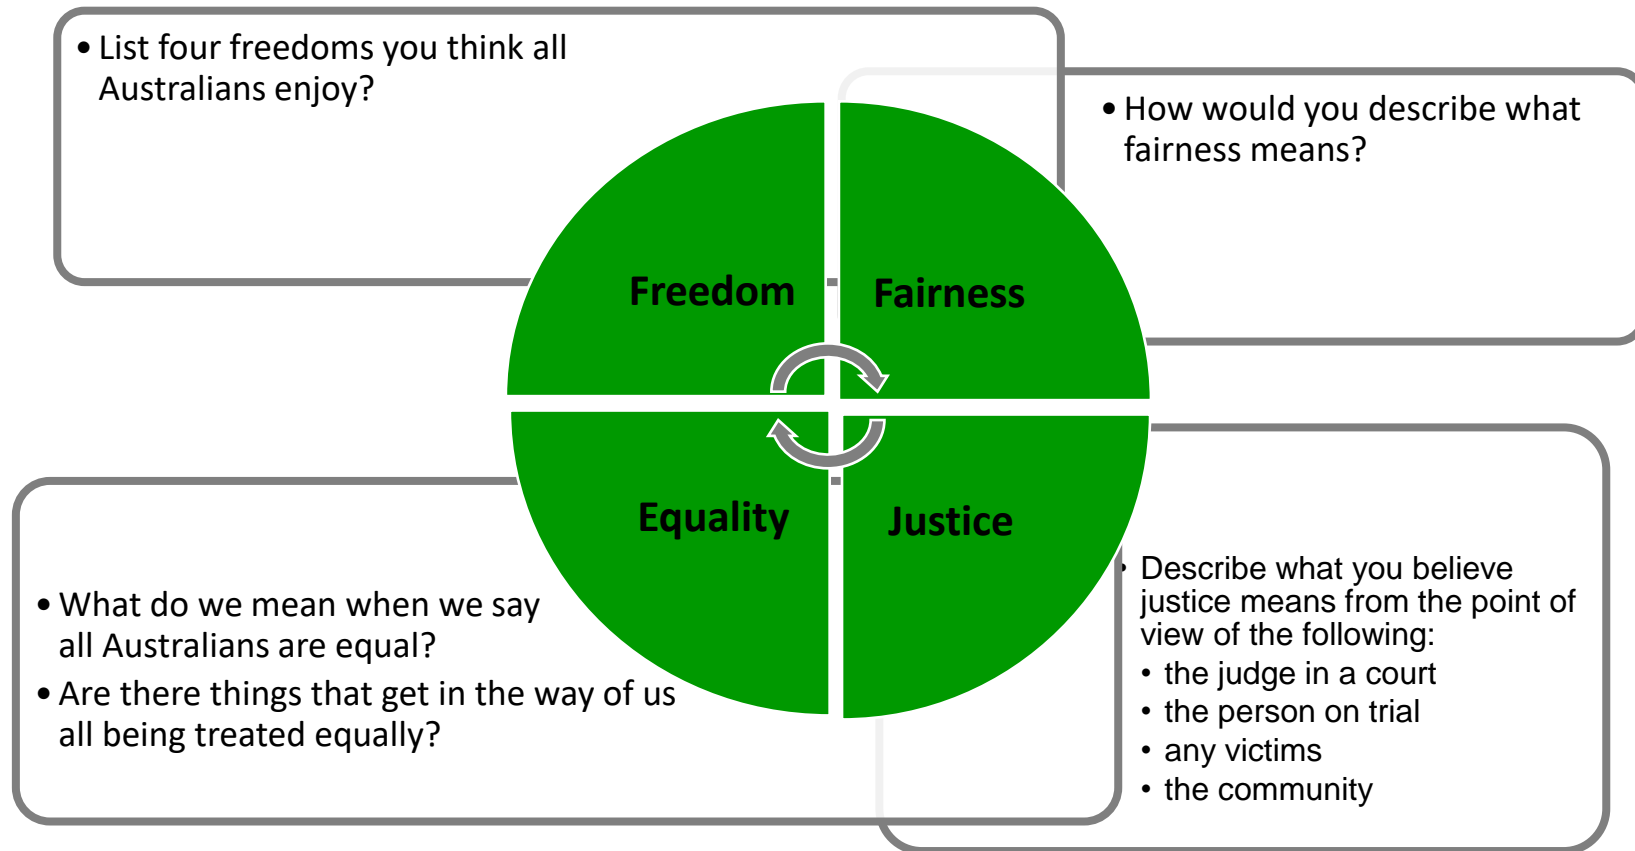 • List four freedoms you think all
Australians enjoy?
• How would you describe what
fairness means?
Freedom
Fairness
Equality
Justice
• What do we mean when we say
all Australians are equal?
• Are there things that get in the way of us
all being treated equally?
• Describe what you believe
justice means from the point of
view of the following:
• the judge in a court
• the person on trial
• any victims
• the community